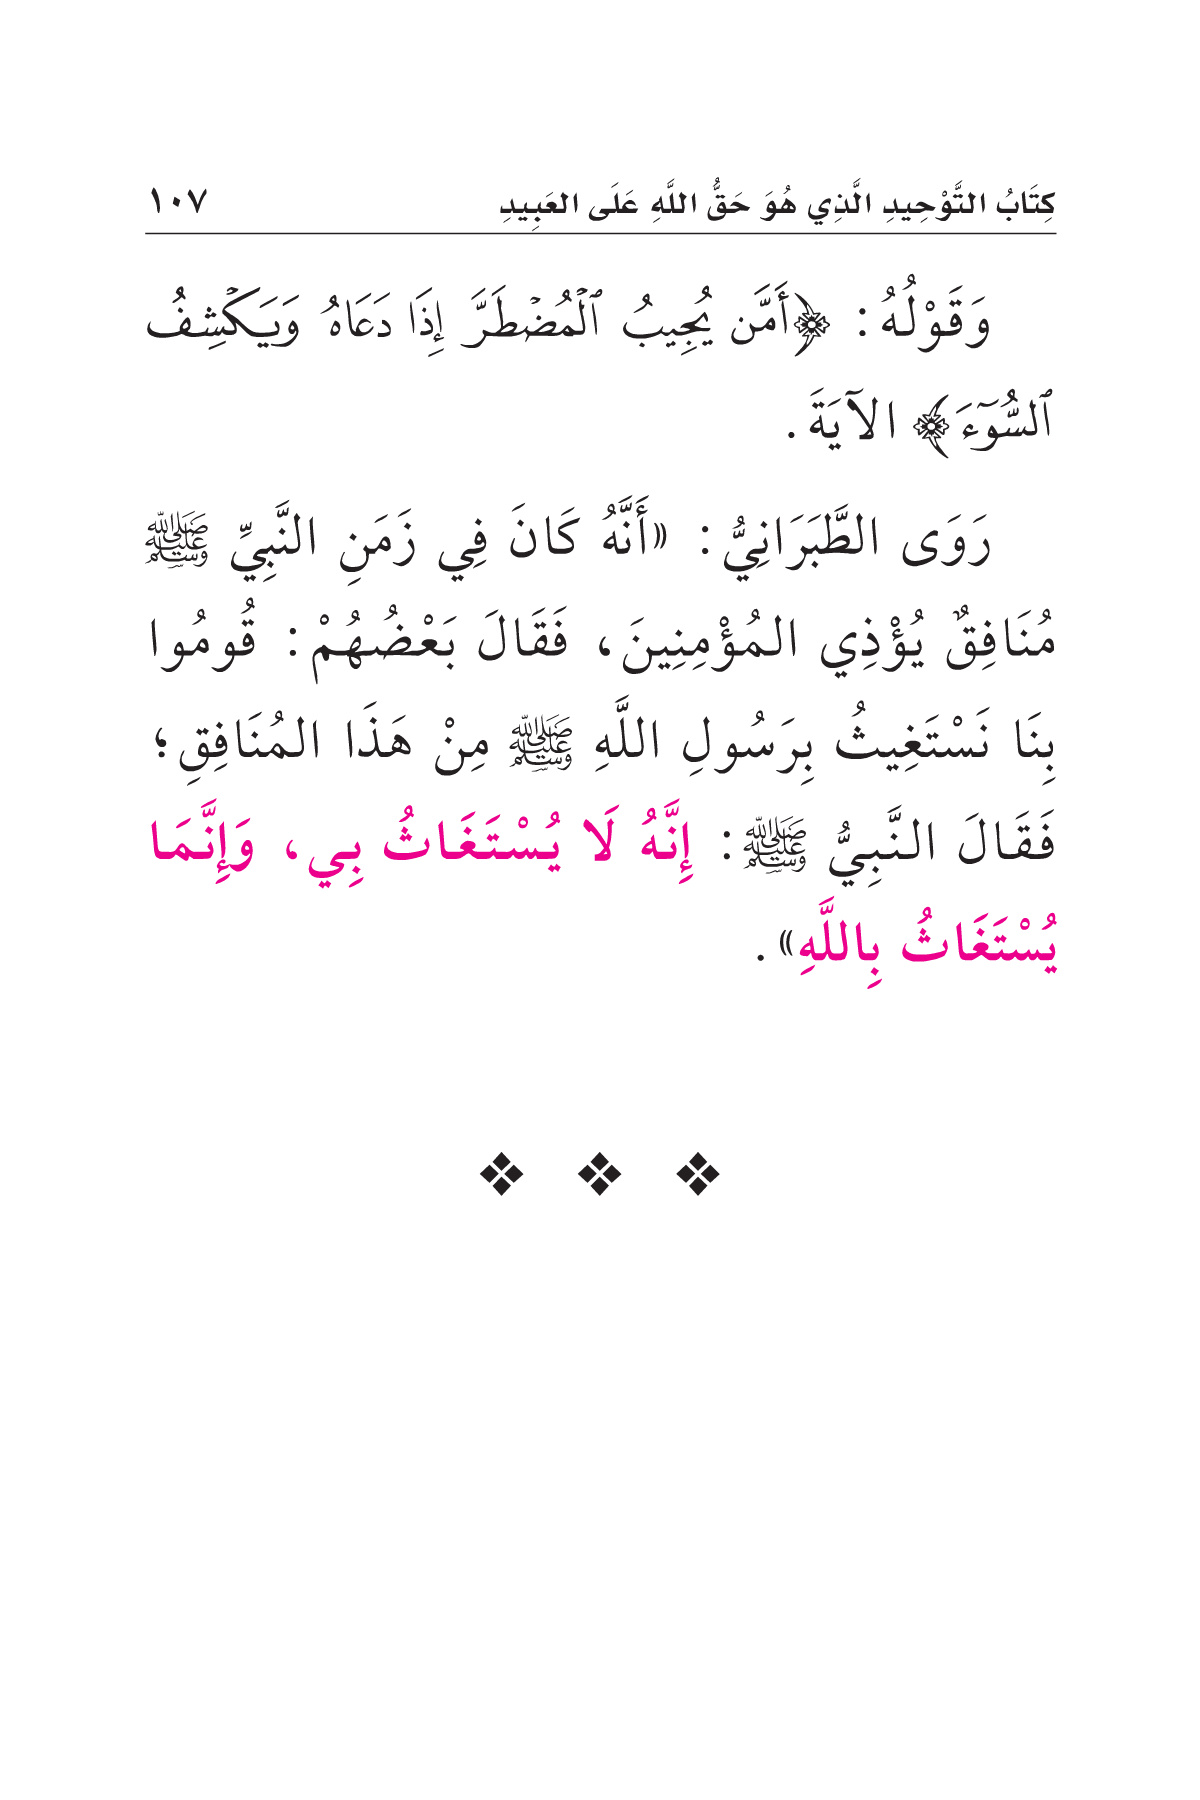 كِتَابُ التَّوْحِيدِ الَّذِي هُوَ حَقُّ اللَّهِ عَلَى العَبِيدِ ١٠٧
وَقَوْلُهُ: ﴿أَمَّن يُجِيبُ ٱلْمُضْطَرَّ إِذَا دَعَاهُ وَيَكْشِفُ
ٱلسُّوٓءَ﴾ الآيَةَ.
رَوَى الطَّبَرَانِيُّ: «أَنَّهُ كَانَ فِي زَمَنِ النَّبِيِّ ﷺ
مُنَافِقٌ يُؤْذِي المُؤْمِنِينَ، فَقَالَ بَعْضُهُمْ: قُومُوا
بِنَا نَسْتَغِيثُ بِرَسُولِ اللَّهِ ﷺ مِنْ هَذَا المُنَافِقِ؛
فَقَالَ النَّبِيُّ ﷺ: إِنَّهُ لَا يُسْتَغَاثُ بِي، وَإِنَّمَا
يُسْتَغَاثُ بِاللَّهِ».